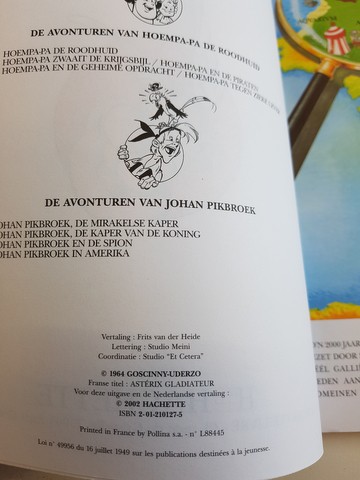 DE AVONTUREN VAN HOEMPA-PA DE ROODHUID
HOEMPA-PA DE ROODHUID
HOEMPA-PA ZWAAIT DE KRIJGSBIJL / HOEMPA-PA EN DE PIRATEN
HOEMPA-PA EN DE GEHEIME OPDRACHT / HOEMPA-PA TEGEN
DE AVONTUREN VAN JOHAN PIKBROEK
OHAN PIKBROEK, DE MIRAKELSE KAPER
OHAN PIKBROEK, DE KAPER VAN DE KONING
OHAN PIKBROEK EN DE SPION
OHAN PIKBROEK IN AMERIKA
Vertaling : Frits van der Heide
Lettering : Studio Meini
Coordinatie : Studio "Et Cetera"
© 1964 GOSCINNY-UDERZO
Franse titel : ASTÉRIX GLADIATEUR
Voor deze uitgave en de Nederlandse vertaling :
© 2002 HACHETTE
ISBN 2-01-210127-5
Printed in France by Pollina s.a. - n° L88445
Loi n° 49956 du 16 juillet 1949 sur les publications destinées à la jeunesse.
AQUARIUM
YN 2000 JAAR
ZET DOOR
ËEL GALLI
EDEN AAN
OMEINEN